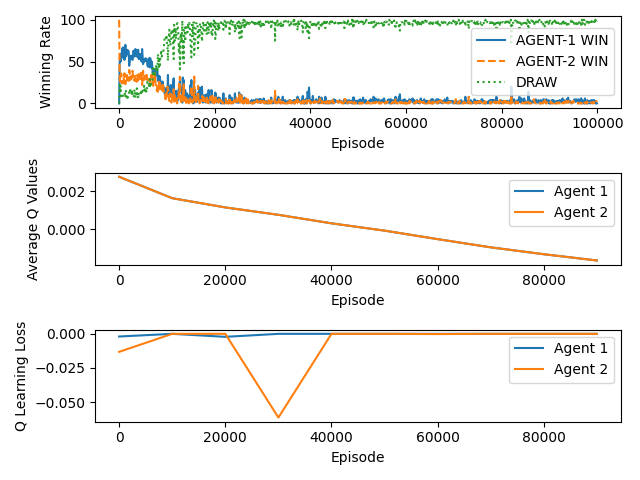 Winning Rate
100
50
0
AGENT-1 WIN
AGENT-2 WIN
DRAW
0 20000 40000 60000 80000 100000
Episode
Average Q Values
0.002
0.000
Agent 1
Agent 2
0 20000 40000 60000 80000
Episode
Q Learning Loss
0.000
−0.025
−0.050
Agent 1
Agent 2
0 20000 40000 60000 80000
Episode